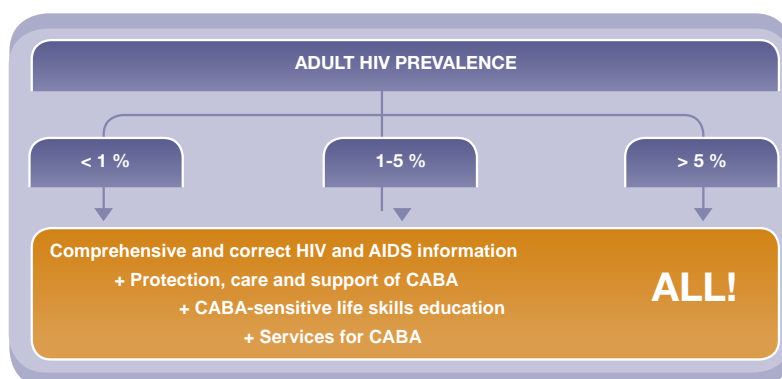 ADULT HIV PREVALENCE
< 1 %
1-5 %
> 5 %
Comprehensive and correct HIV and AIDS information
+ Protection, care and support of CABA
+ CABA-sensitive life skills education
+ Services for CABA
ALL!